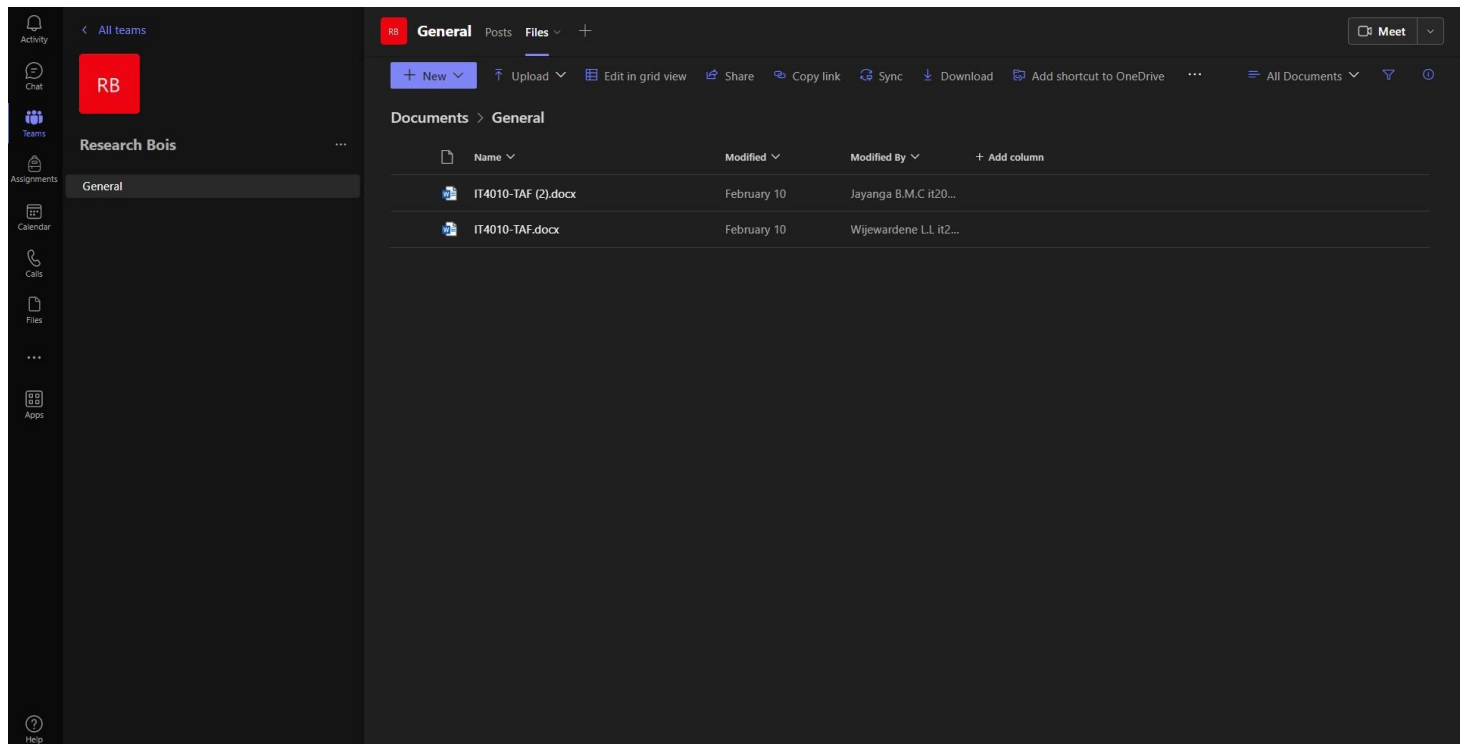 Activity
Chat
Teams
Assignments
Calendar
Calls
Files
Apps
Help
All teams
RB
Research Bois
General
RB General Posts Files
Meet
New Upload Edit in grid view Share Copy link Sync Download Add shortcut to OneDrive ... All Documents
Documents > General
Name Modified Modified By + Add column
IT4010-TAF (2).docx February 10 Jayanga B.M.C it20...
IT4010-TAF.docx February 10 Wijewardene L.L it2...